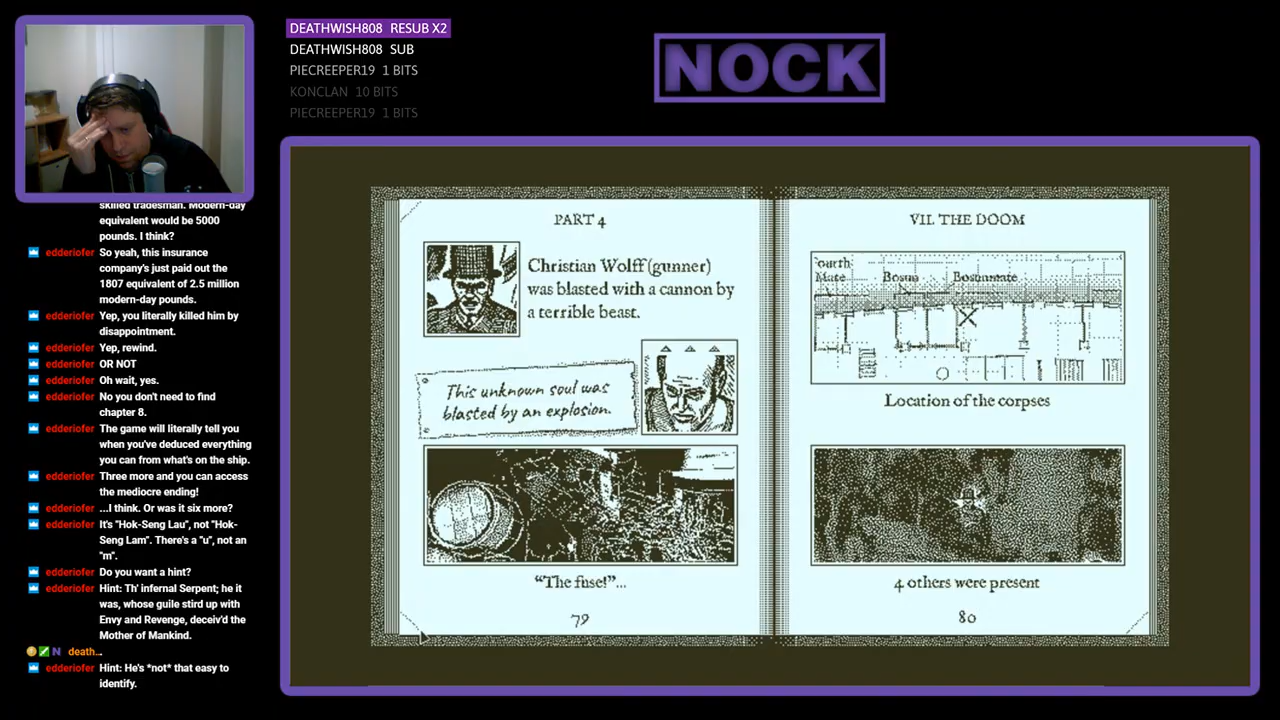 DEATHWISH808 RESUB X2
DEATHWISH808 SUB
PIECREEPER19 1 BITS
KONCLAN 10 BITS
PIECREEPER19 1 BITS
NOCK
skilled tradesman. Modern-day
equivalent would be 5000
pounds. I think?
edderiofer So yeah, this insurance
company's just paid out the
1807 equivalent of 2.5 million
modern-day pounds.
edderiofer Yep, you literally killed him by
disappointment.
edderiofer Yep, rewind.
edderiofer OR NOT
edderiofer Oh wait, yes.
edderiofer No you don't need to find
chapter 8.
edderiofer The game will literally tell you
when you've deduced everything
you can from what's on the ship.
edderiofer Three more and you can access
the mediocre ending!
edderiofer ...I think. Or was it six more?
edderiofer It's "Hok-Seng Lau", not "Hok-
Seng Lam". There's a "u", not an
"m".
edderiofer Do you want a hint?
edderiofer Hint: Th' infernal Serpent; he it
was, whose guile stird up with
Envy and Revenge, deceiv'd the
Mother of Mankind.
N death... .
edderiofer Hint: He's *not* that easy to
identify.
PART 4
Christian Wolff (gunner)
was blasted with a cannon by
a terrible beast.
This unknown soul was
blasted by an explosion.
"The fuse!"...
79
VII. THE DOOM
ourth
Mate
Bosun
Bosunmate
Location of the corpses
4 others were present
80